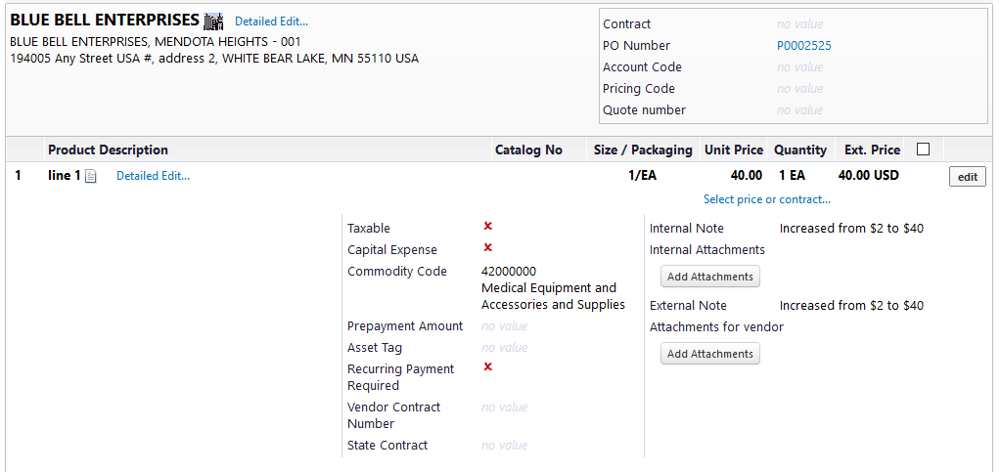 BLUE BELL ENTERPRISES Detailed Edit...
BLUE BELL ENTERPRISES, MENDOTA HEIGHTS - 001
194005 Any Street USA #, address 2, WHITE BEAR LAKE, MN 55110 USA
Contract no value
PO Number P0002525
Account Code no value
Pricing Code no value
Quote number no value
Product Description Catalog No Size / Packaging Unit Price Quantity Ext. Price
1 line 1 Detailed Edit... 1/EA 40.00 1 EA 40.00 USD edit
Select price or contract...
Taxable
Capital Expense
Commodity Code 42000000
Medical Equipment and
Accessories and Supplies
Prepayment Amount no value
Asset Tag no value
Recurring Payment
Required
Vendor Contract no value
Number
State Contract no value
Internal Note Increased from $2 to $40
Internal Attachments
Add Attachments
External Note Increased from $2 to $40
Attachments for vendor
Add Attachments